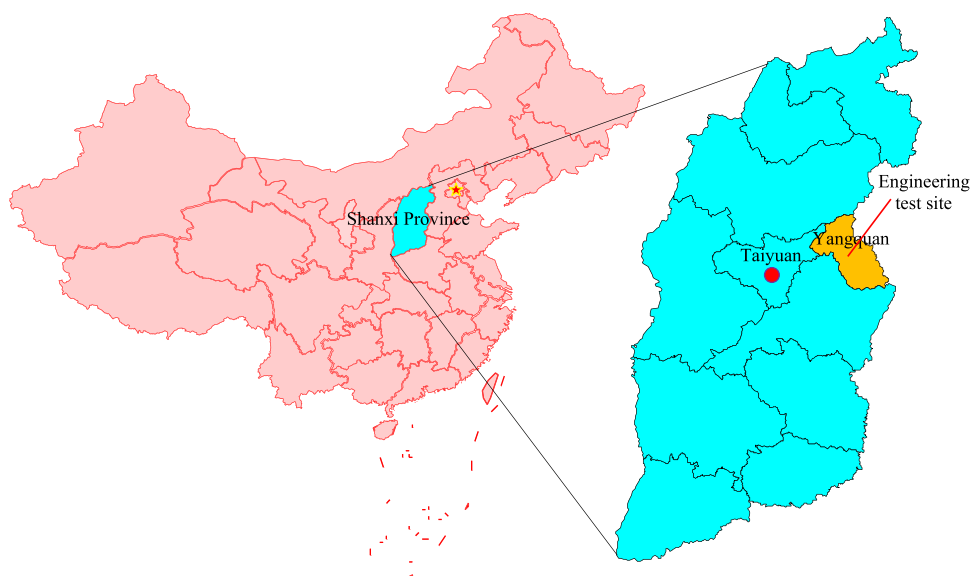 Shanxi Province
Engineering
test site
Yangquan
Taiyuan